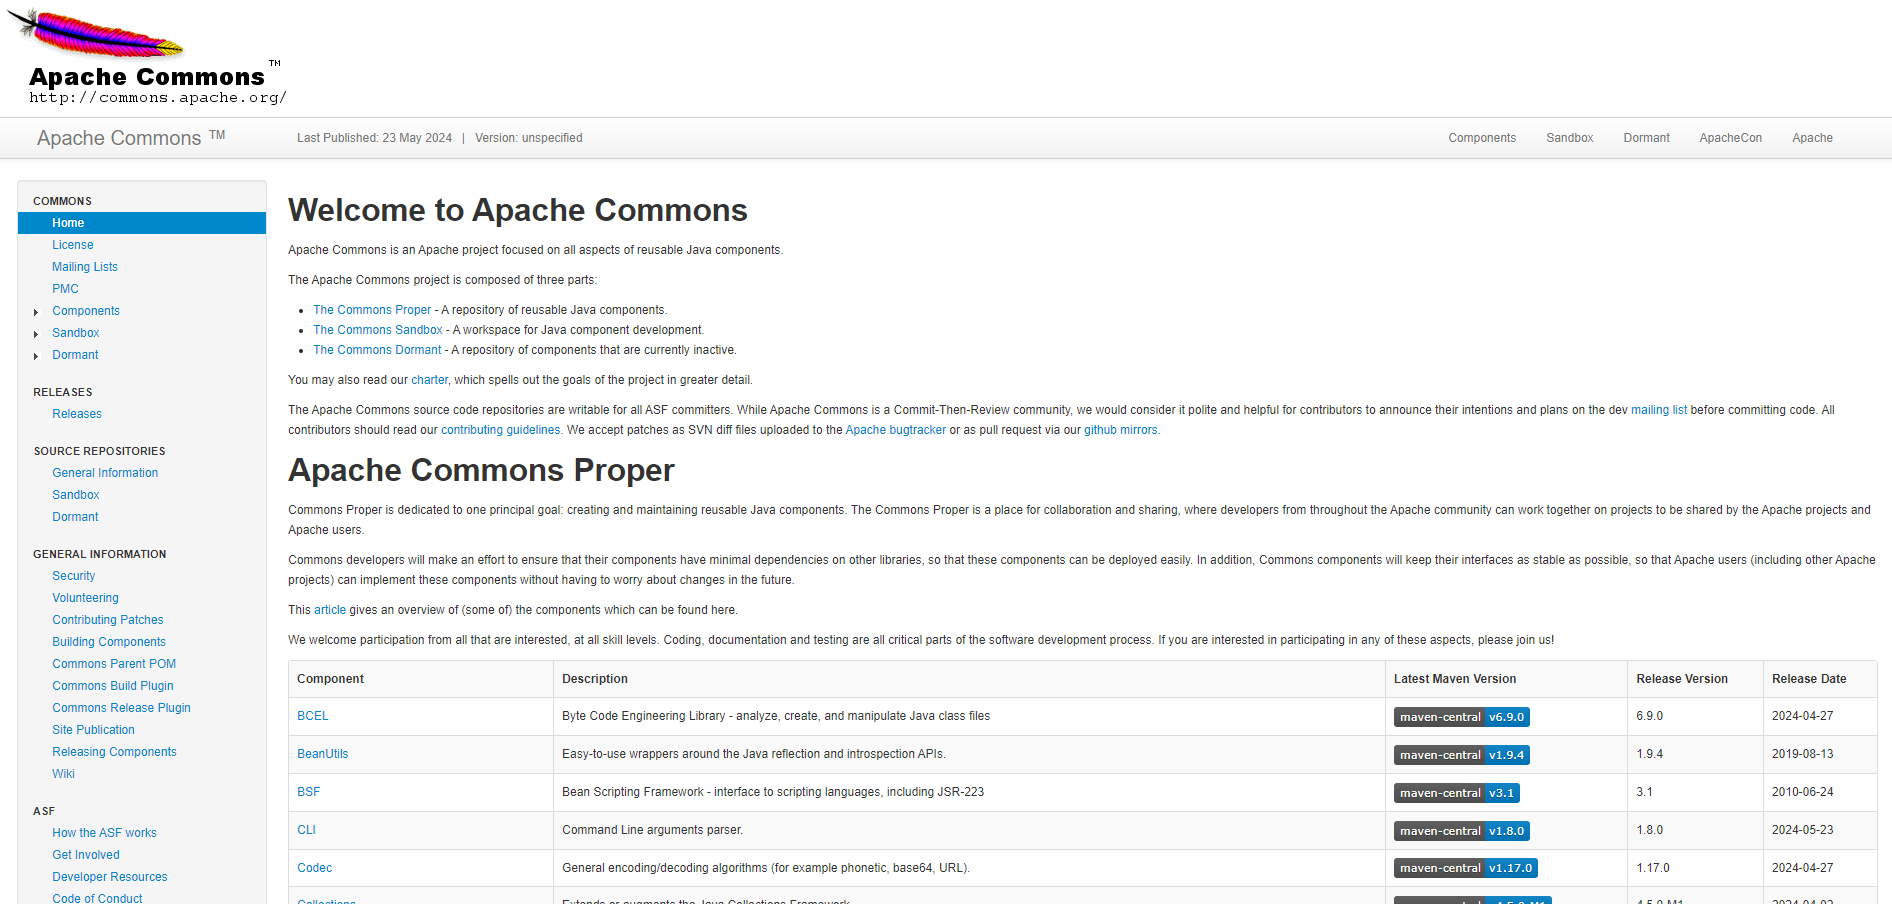 Apache Commons™
http://commons.apache.org/
Apache Commons ™
Last Published: 23 May 2024 | Version: unspecified
Components Sandbox Dormant ApacheCon Apache
COMMONS
Home
License
Mailing Lists
PMC
Components
Sandbox
Dormant
RELEASES
Releases
SOURCE REPOSITORIES
General Information
Sandbox
Dormant
GENERAL INFORMATION
Security
Volunteering
Contributing Patches
Building Components
Commons Parent POM
Commons Build Plugin
Commons Release Plugin
Site Publication
Releasing Components
Wiki
ASF
How the ASF works
Get Involved
Developer Resources
Code of Conduct
Welcome to Apache Commons
Apache Commons is an Apache project focused on all aspects of reusable Java components.
The Apache Commons project is composed of three parts:
• The Commons Proper - A repository of reusable Java components.
• The Commons Sandbox - A workspace for Java component development.
• The Commons Dormant - A repository of components that are currently inactive.
You may also read our charter, which spells out the goals of the project in greater detail.
The Apache Commons source code repositories are writable for all ASF committers. While Apache Commons is a Commit-Then-Review community, we would consider it polite and helpful for contributors to announce their intentions and plans on the dev mailing list before committing code. All
contributors should read our contributing guidelines. We accept patches as SVN diff files uploaded to the Apache bugtracker or as pull request via our github mirrors.
Apache Commons Proper
Commons Proper is dedicated to one principal goal: creating and maintaining reusable Java components. The Commons Proper is a place for collaboration and sharing, where developers from throughout the Apache community can work together on projects to be shared by the Apache projects and
Apache users.
Commons developers will make an effort to ensure that their components have minimal dependencies on other libraries, so that these components can be deployed easily. In addition, Commons components will keep their interfaces as stable as possible, so that Apache users (including other Apache
projects) can implement these components without having to worry about changes in the future.
This article gives an overview of (some of) the components which can be found here.
We welcome participation from all that are interested, at all skill levels. Coding, documentation and testing are all critical parts of the software development process. If you are interested in participating in any of these aspects, please join us!
Component Description Latest Maven Version Release Version Release Date
BCEL Byte Code Engineering Library - analyze, create, and manipulate Java class files maven-central v6.9.0 6.9.0 2024-04-27
BeanUtils Easy-to-use wrappers around the Java reflection and introspection APIs. maven-central v1.9.4 1.9.4 2019-08-13
BSF Bean Scripting Framework - interface to scripting languages, including JSR-223 maven-central v3.1 3.1 2010-06-24
CLI Command Line arguments parser. maven-central v1.8.0 1.8.0 2024-05-23
Codec General encoding/decoding algorithms (for example phonetic, base64, URL). maven-central v1.17.0 1.17.0 2024-04-27
Collections Extends or augments the Java Collections Framework.